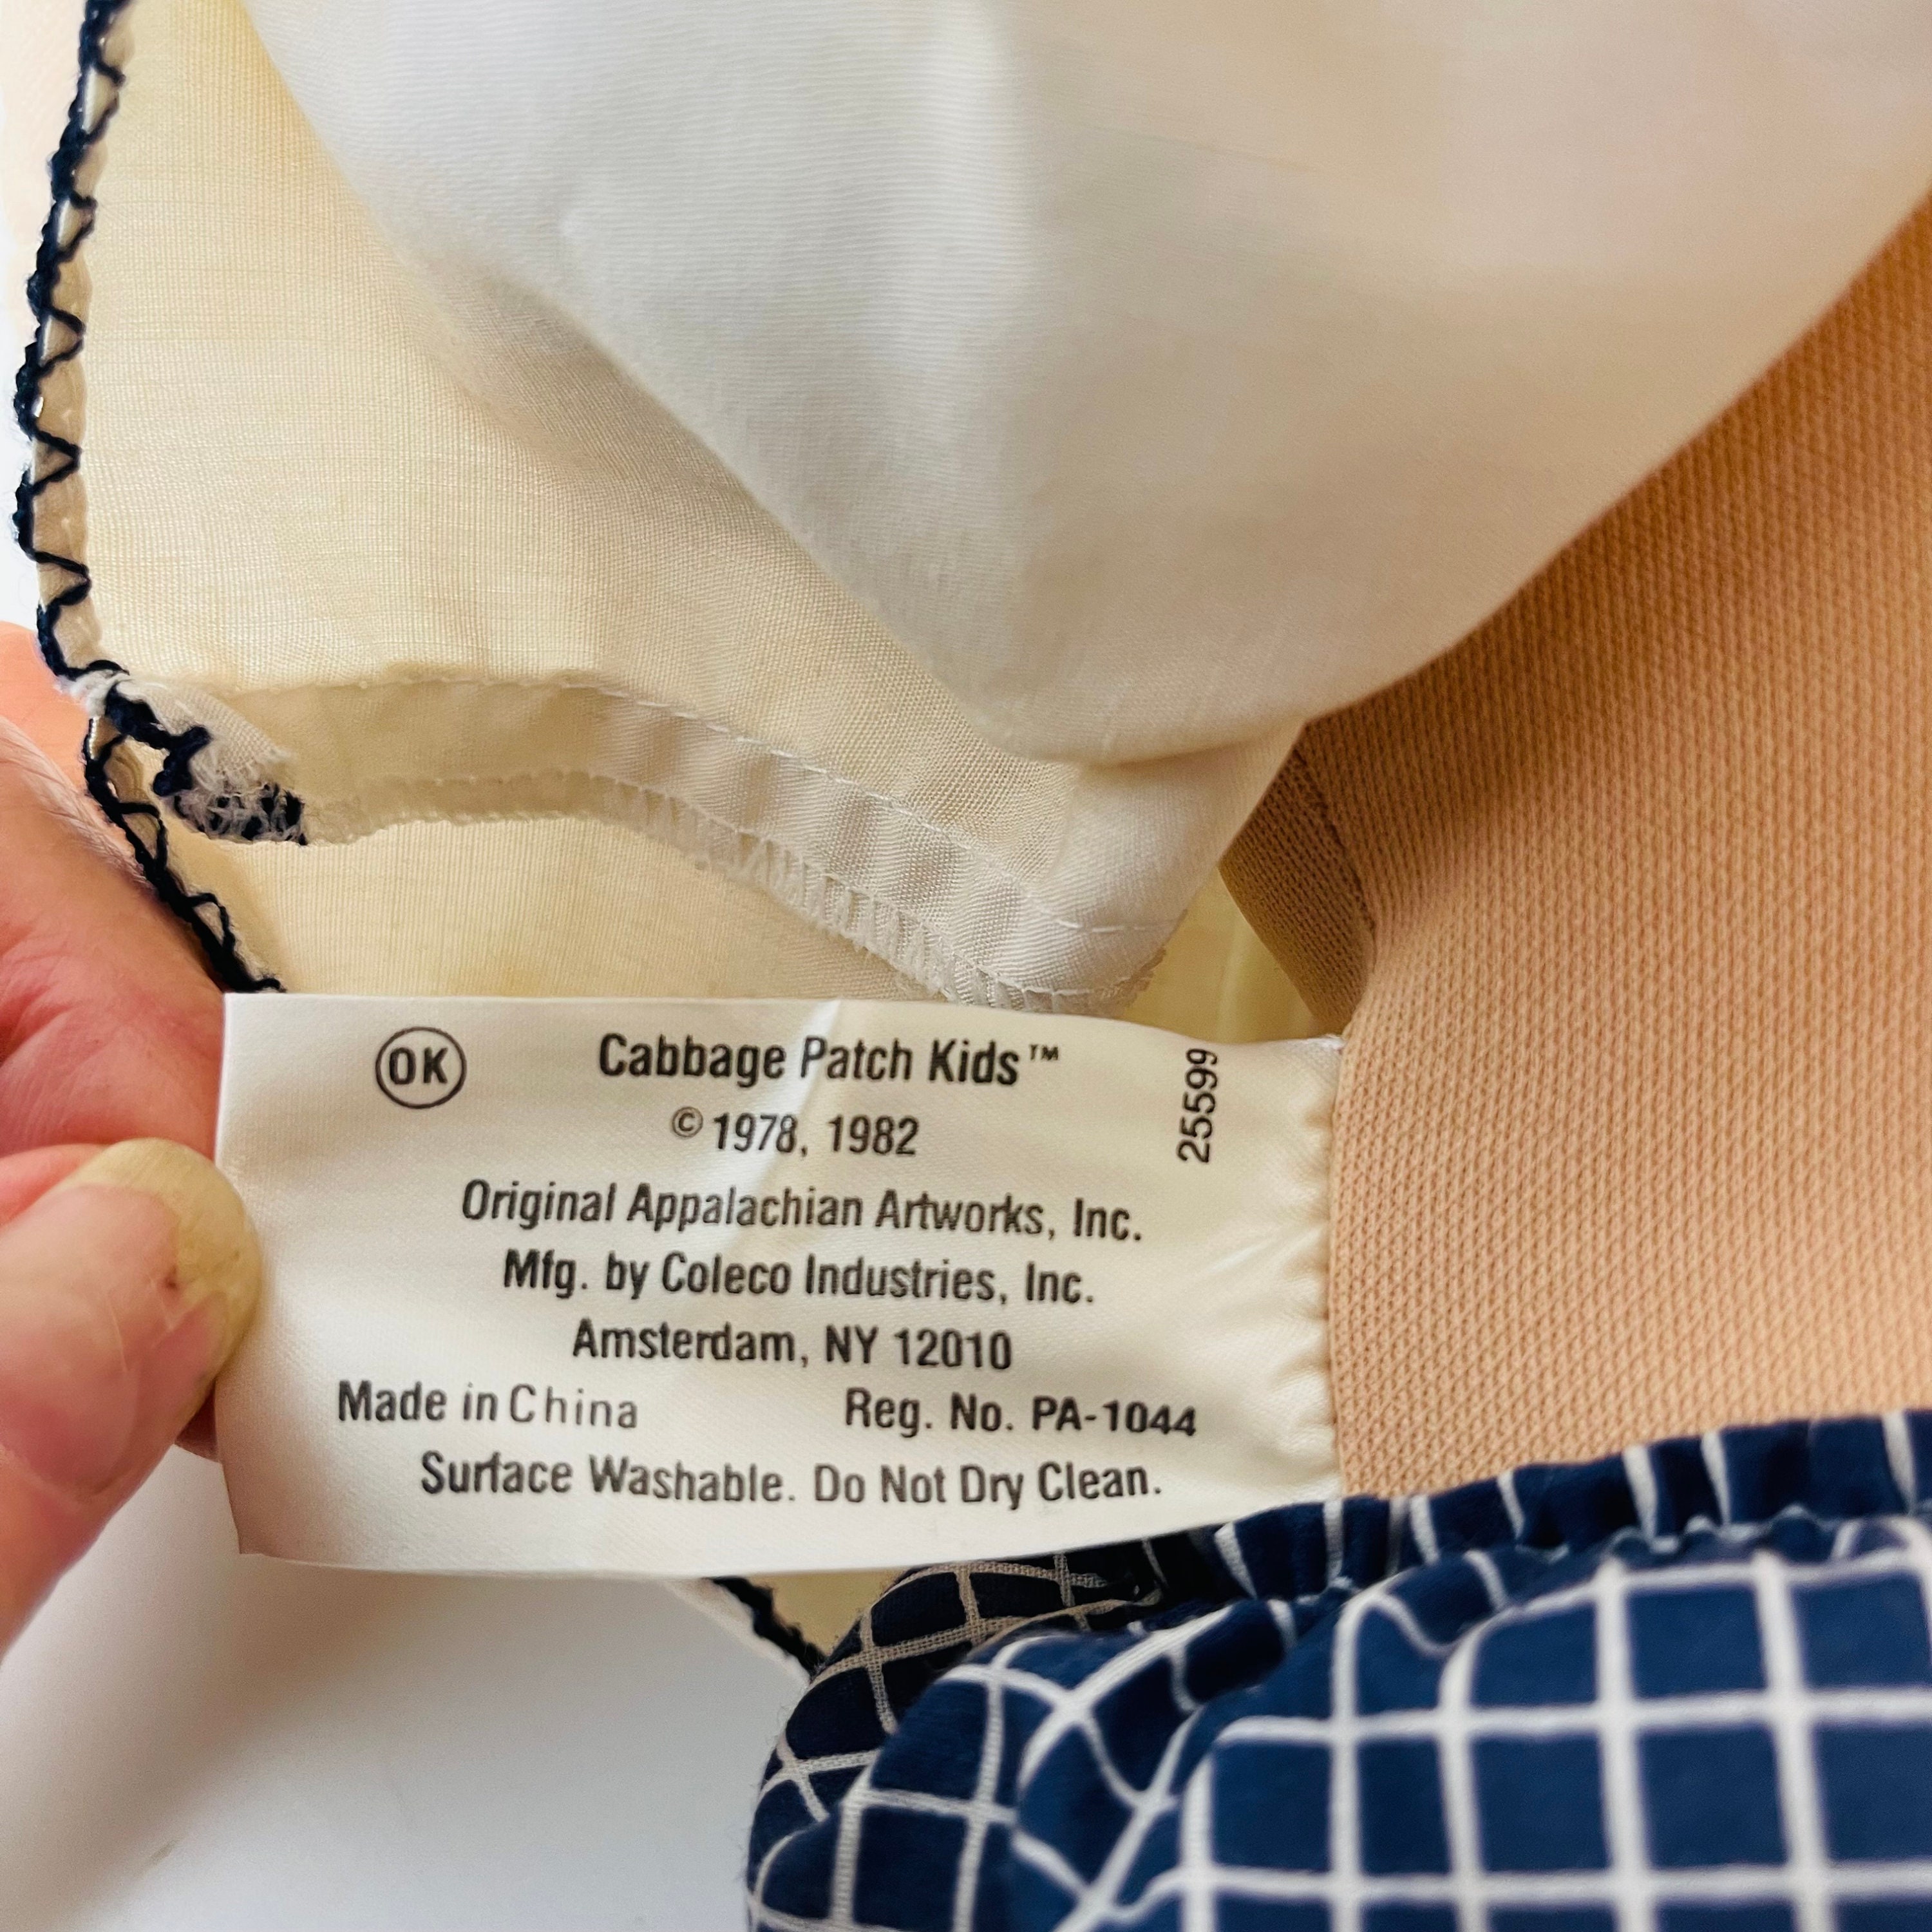 OK
Cabbage Patch Kids™
25599
©1978, 1982
Original Appalachian Artworks, Inc.
Mfg. by Coleco Industries, Inc.
Amsterdam, NY 12010
Made in China Reg. No. PA-1044
Surface Washable. Do Not Dry Clean.